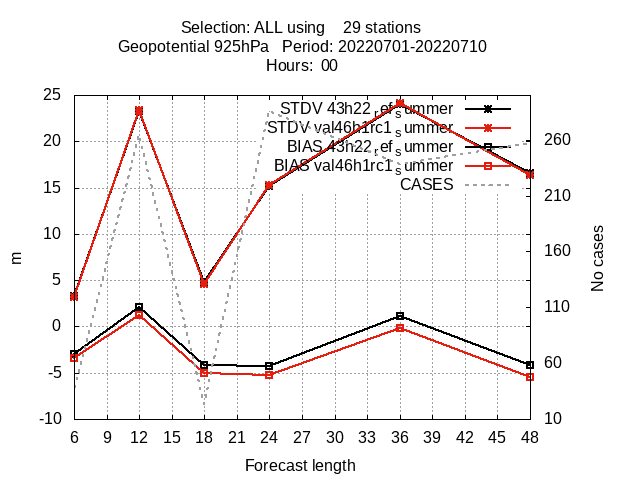 Selection: ALL using 29 stations
Geopotential 925hPa Period: 20220701-20220710
Hours: 00
STDV 43h22_ref_summer
STDV val46h1rc1_summer
BIAS 43h22_ref_summer
BIAS val46h1rc1_summer
CASES
25
20
15
10
5
0
-5
-10
m
260
210
160
110
60
10
No cases
6 9 12 15 18 21 24 27 30 33 36 39 42 45 48
Forecast length